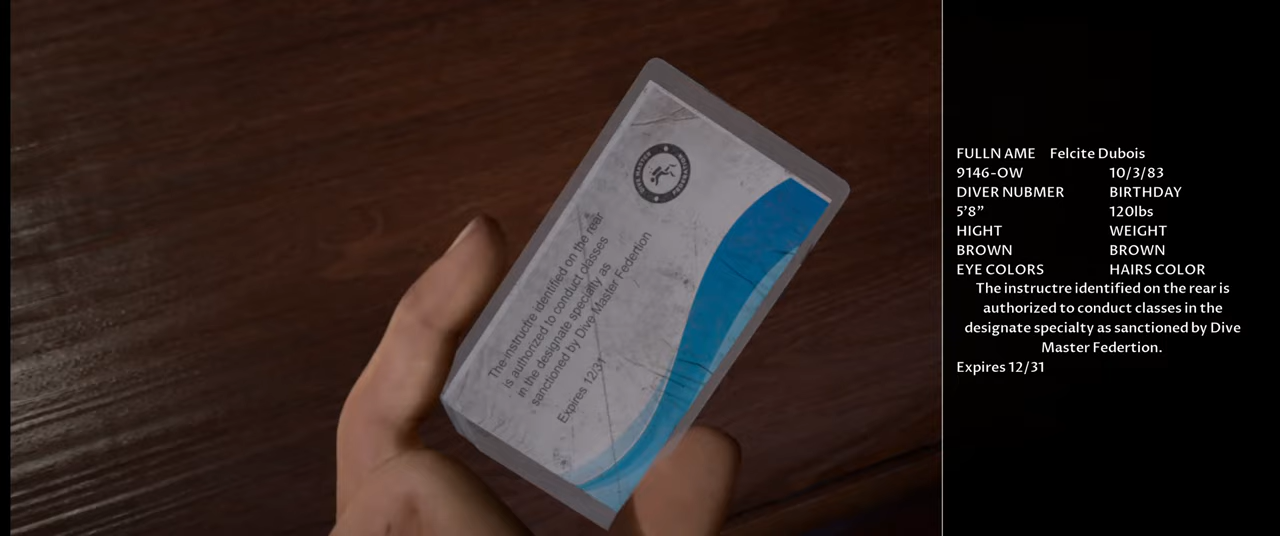 DIVE MASTER
The instructre identified on the rear
is authorized to conduct classes
in the designate specialty as
sanctioned by Dive Master Federtion
Expires 12/31
FULLN AME Felcite Dubois
9146-OW 10/3/83
DIVER NUBMER BIRTHDAY
5'8" 120lbs
HIGHT WEIGHT
BROWN BROWN
EYE COLORS HAIRS COLOR
The instructre identified on the rear is
authorized to conduct classes in the
designate specialty as sanctioned by Dive
Master Federtion.
Expires 12/31